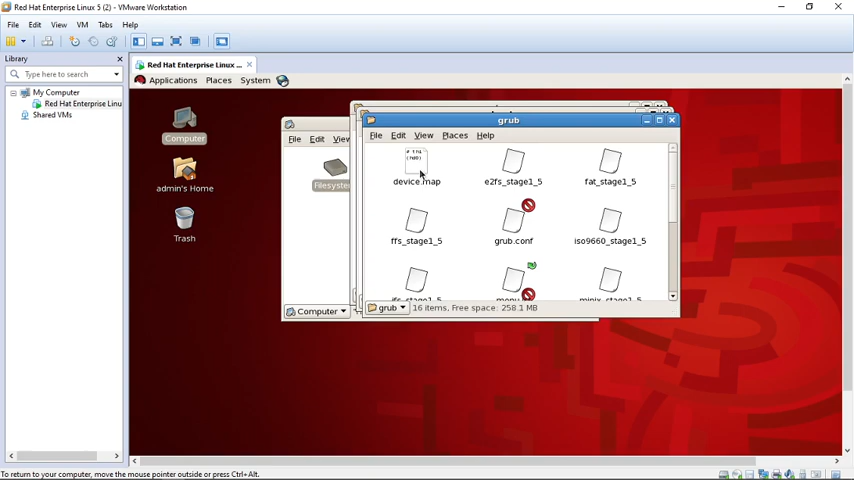 Red Hat Enterprise Linux 5 (2) - VMware Workstation
File Edit View VM Tabs Help
Library
Type here to search
My Computer
Red Hat Enterprise Linu
Shared VMs
Red Hat Enterprise Linux ...
Applications Places System
Computer
admin's Home
Trash
File Edit View
Filesyste
Computer
grub
File Edit View Places Help
device.map e2fs_stage1_5 fat_stage1_5
ffs_stage1_5 grub.conf iso9660_stage1_5
jfs_stage1_5 minix_stage1_5
grub 16 items, Free space: 258.1 MB
To return to your computer, move the mouse pointer outside or press Ctrl+Alt.